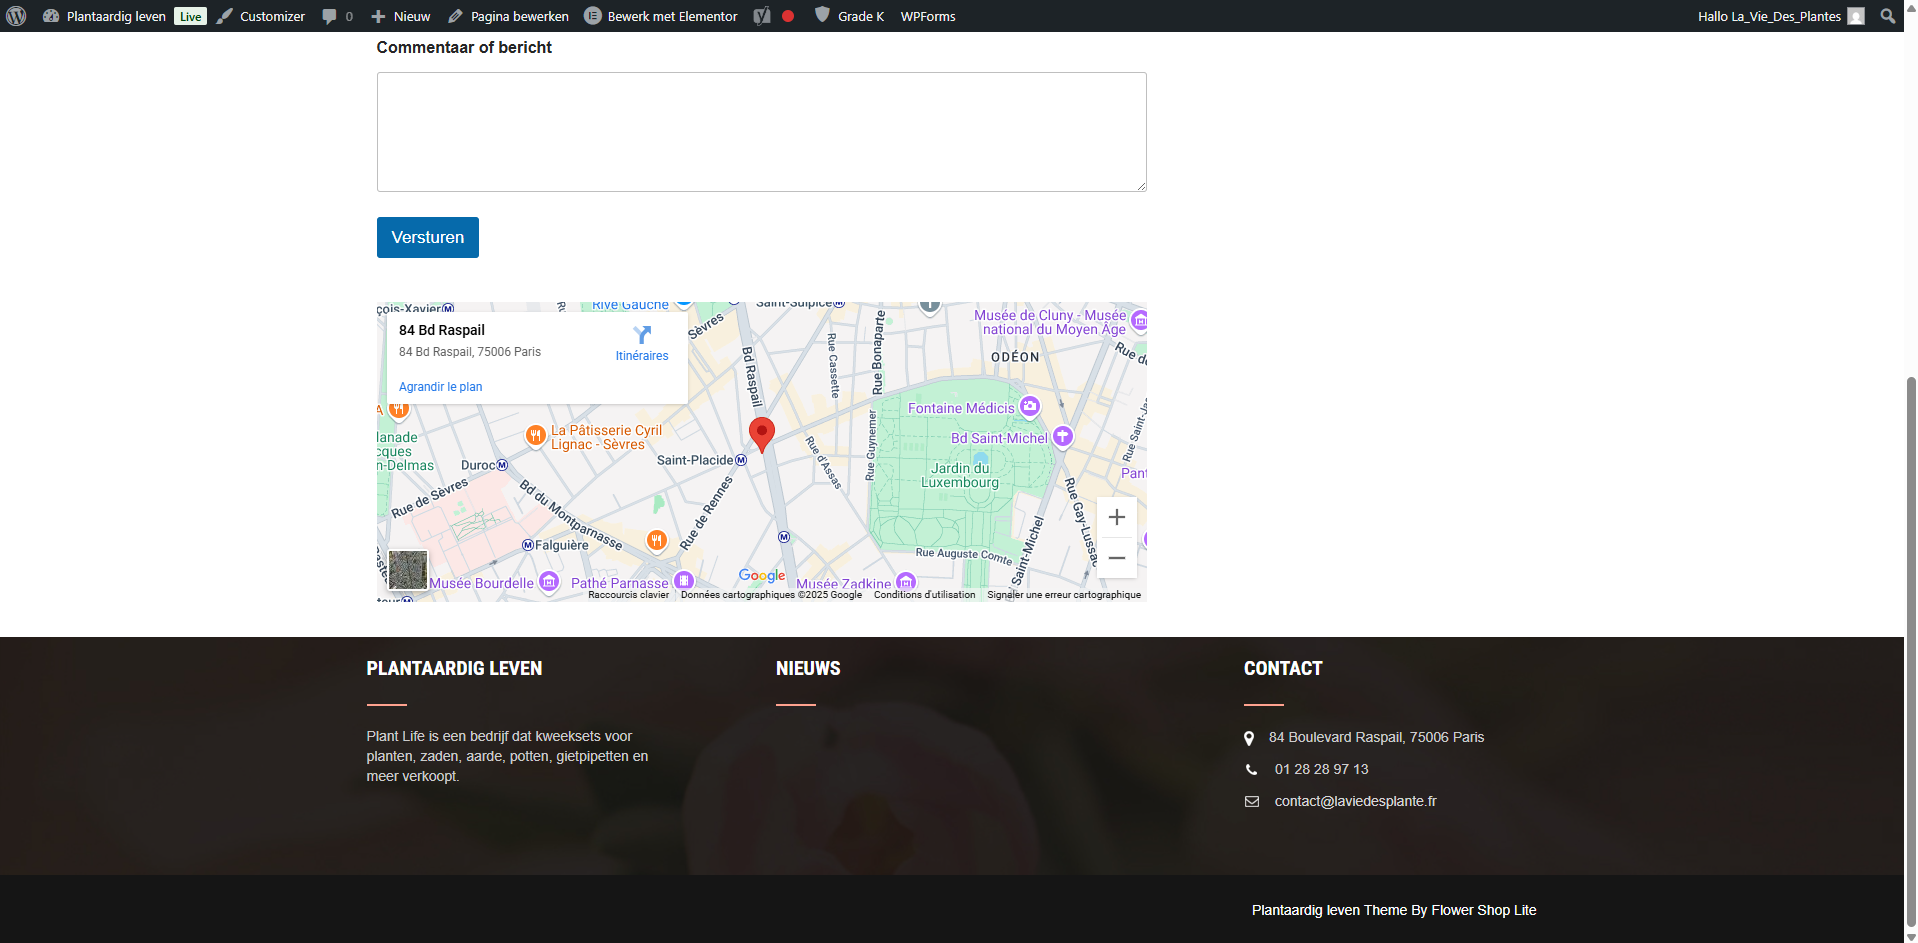 Plantaardig leven Live Customizer 0 Nieuw Pagina bewerken Bewerk met Elementor Grade K WPForms Hallo La_Vie_Des_Plantes
Commentaar of bericht
Versturen
84 Bd Raspail
84 Bd Raspail, 75006 Paris
Itinéraires
Agrandir le plan
Rive Gauche
Saint-Sulpice
Sèvres
Bd Raspail
Rue Cassette
Rue Bonaparte
Musée de Cluny - Musée
national du Moyen Âge
ODÉON
Fontaine Médicis
Bd Saint-Michel
La Pâtisserie Cyril
Lignac - Sèvres
Saint-Placide
Duroc
Rue de Sèvres
Bd du Montparnasse
Rue de Rennes
Rue d'Assas
Rue Guynemer
Jardin du
Luxembourg
Falguière
Rue Auguste Comte
Musée Bourdelle
Pathé Parnasse
Google
Musée Zadkine
Raccourcis clavier Données cartographiques ©2025 Google Conditions d'utilisation Signaler une erreur cartographique
PLANTAARDIG LEVEN
Plant Life is een bedrijf dat kweeksets voor
planten, zaden, aarde, potten, gietpipetten en
meer verkoopt.
NIEUWS
CONTACT
84 Boulevard Raspail, 75006 Paris
01 28 28 97 13
contact@laviedesplante.fr
Plantaardig leven Theme By Flower Shop Lite